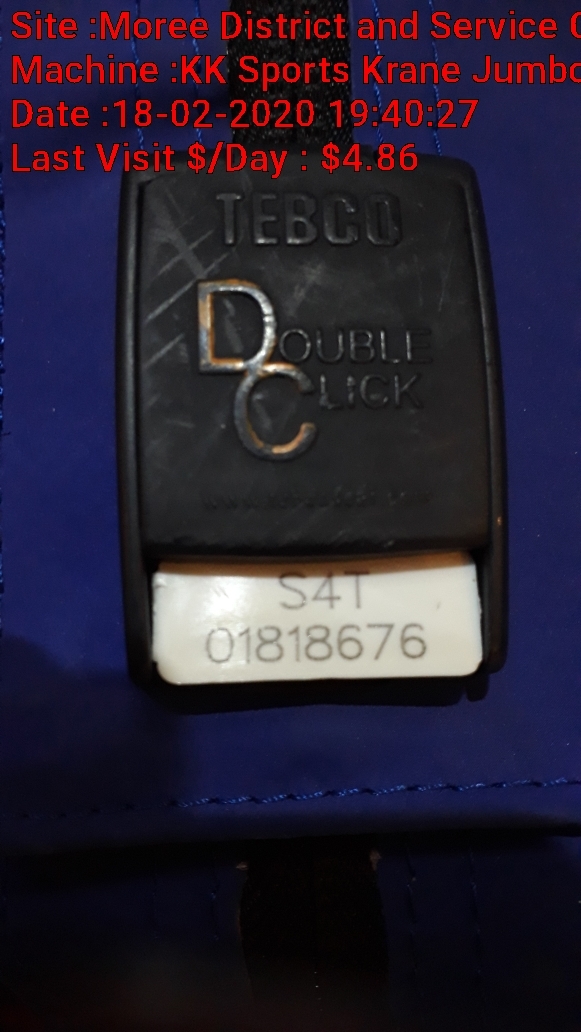 Site :Moree District and Service C
Machine :KK Sports Krane Jumbo
Date :18-02-2020 19:40:27
Last Visit $/Day : $4.86
TEBCO
DOUBLE
CLICK
S4T
01818676